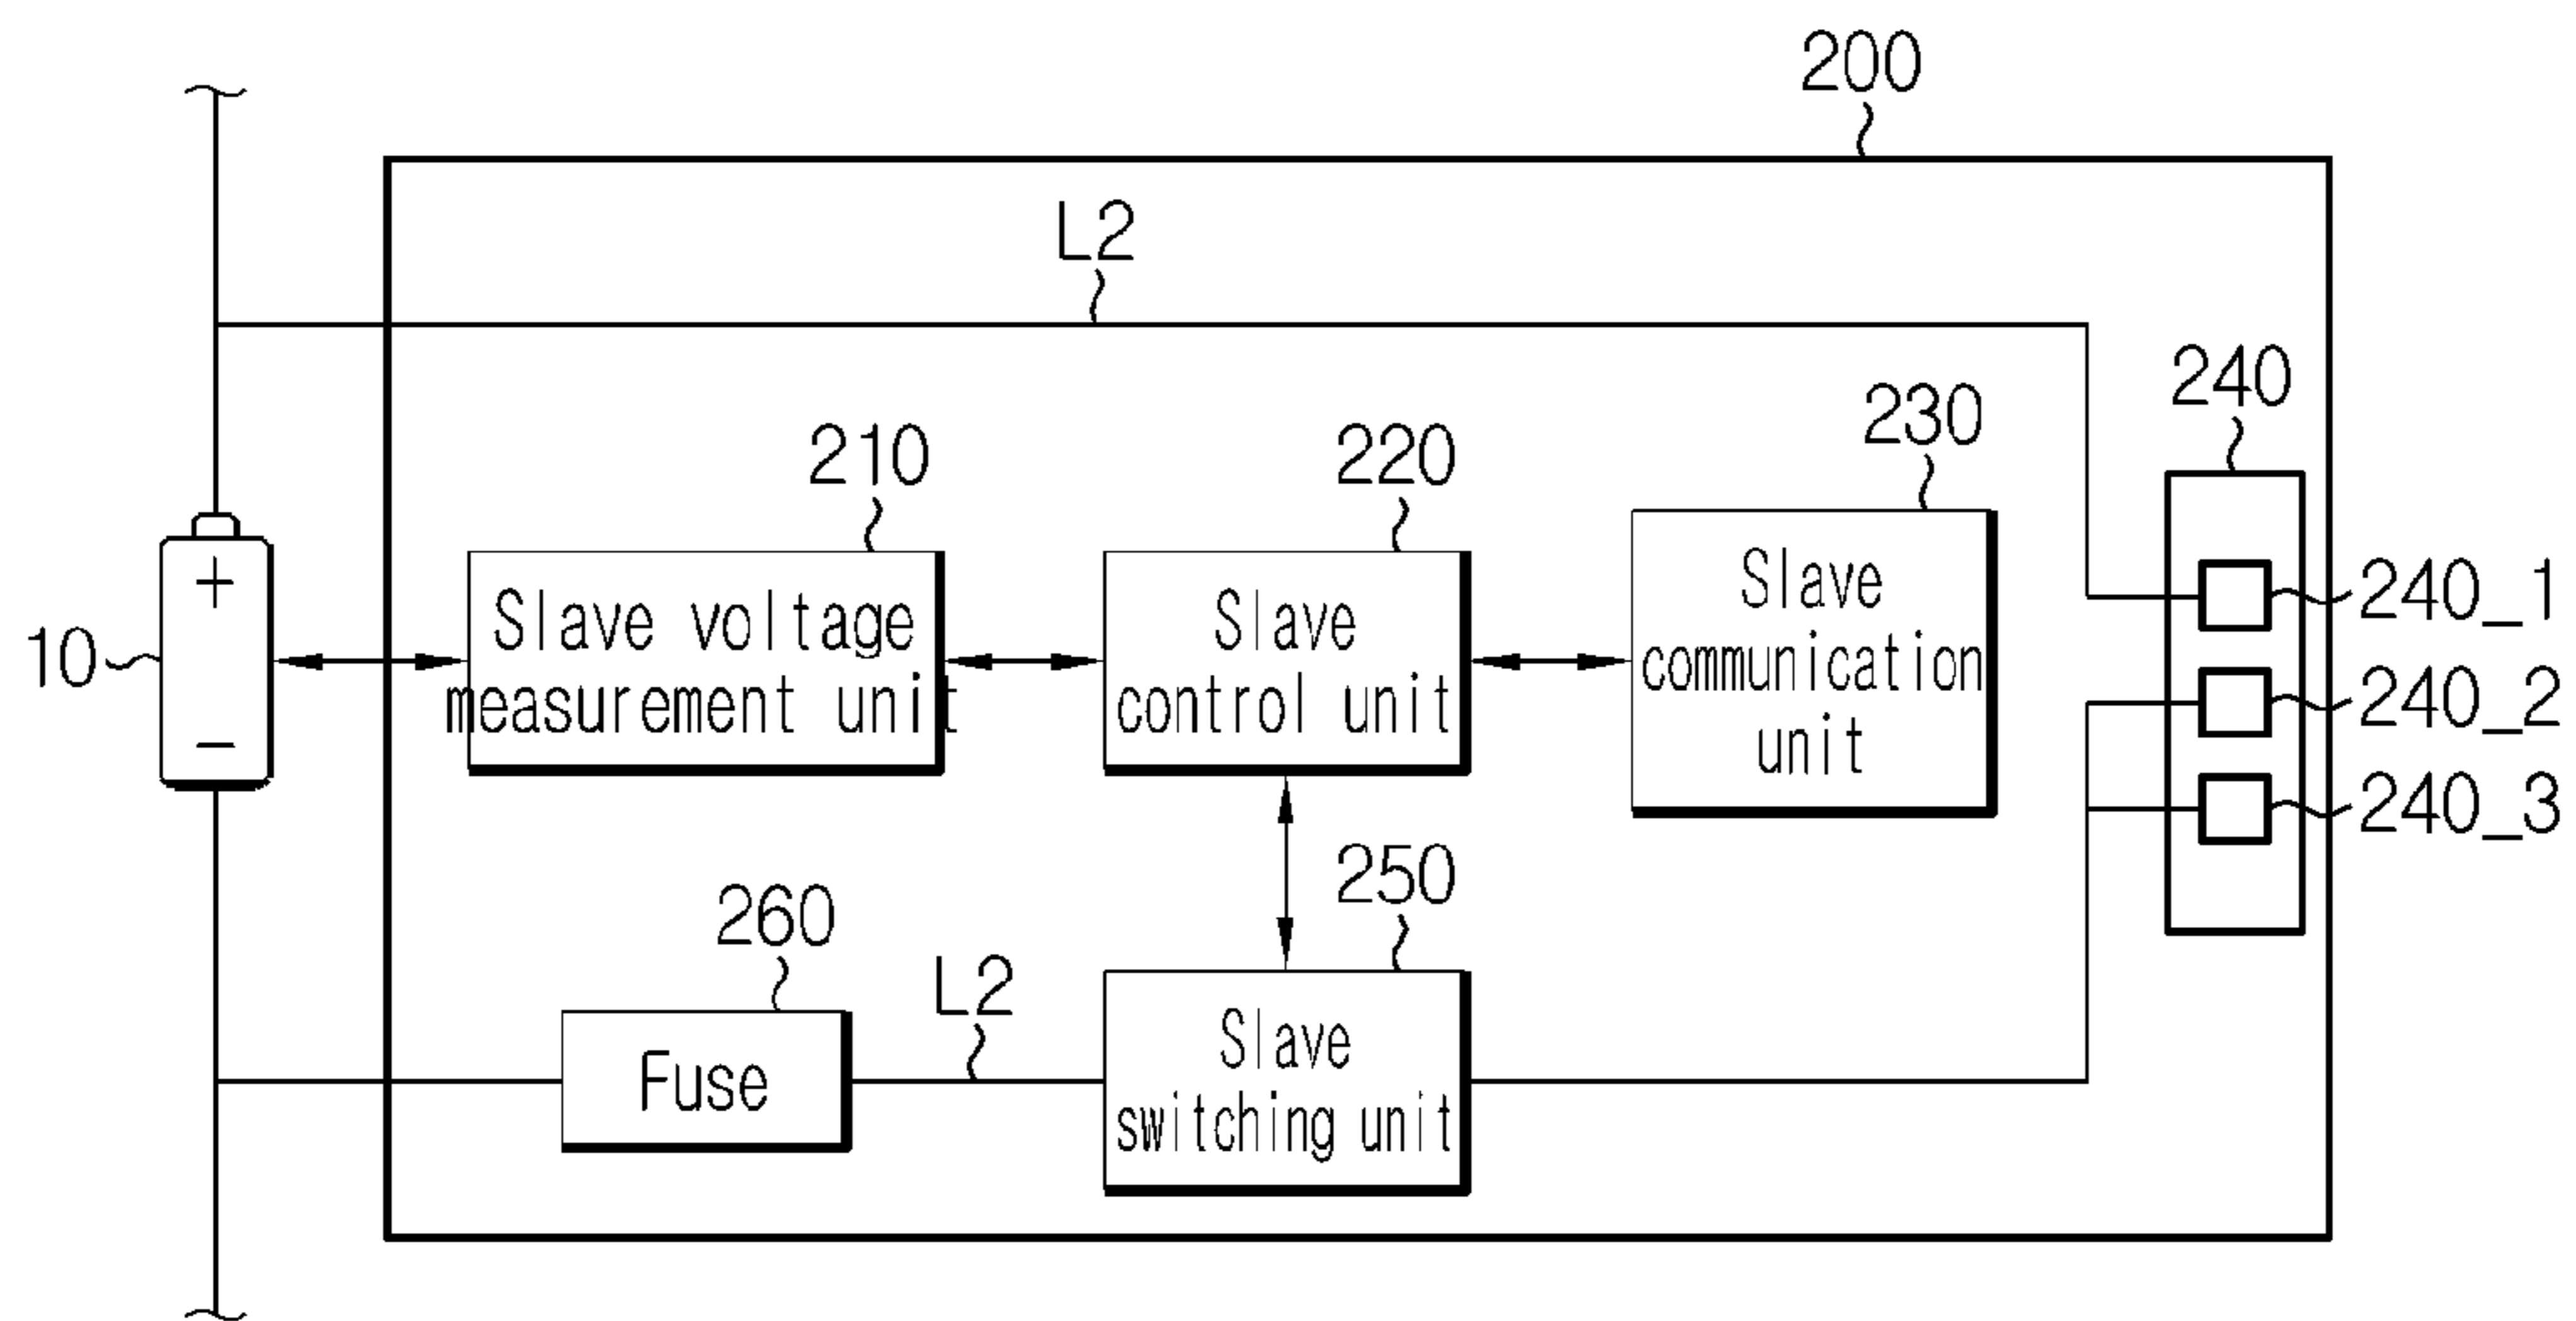 200
L2
240
230
210
220
240_1
Slave voltage
measurement unit
Slave
control unit
Slave
communication
unit
10
+
−
240_2
240_3
250
260
L2
Fuse
Slave
switching unit